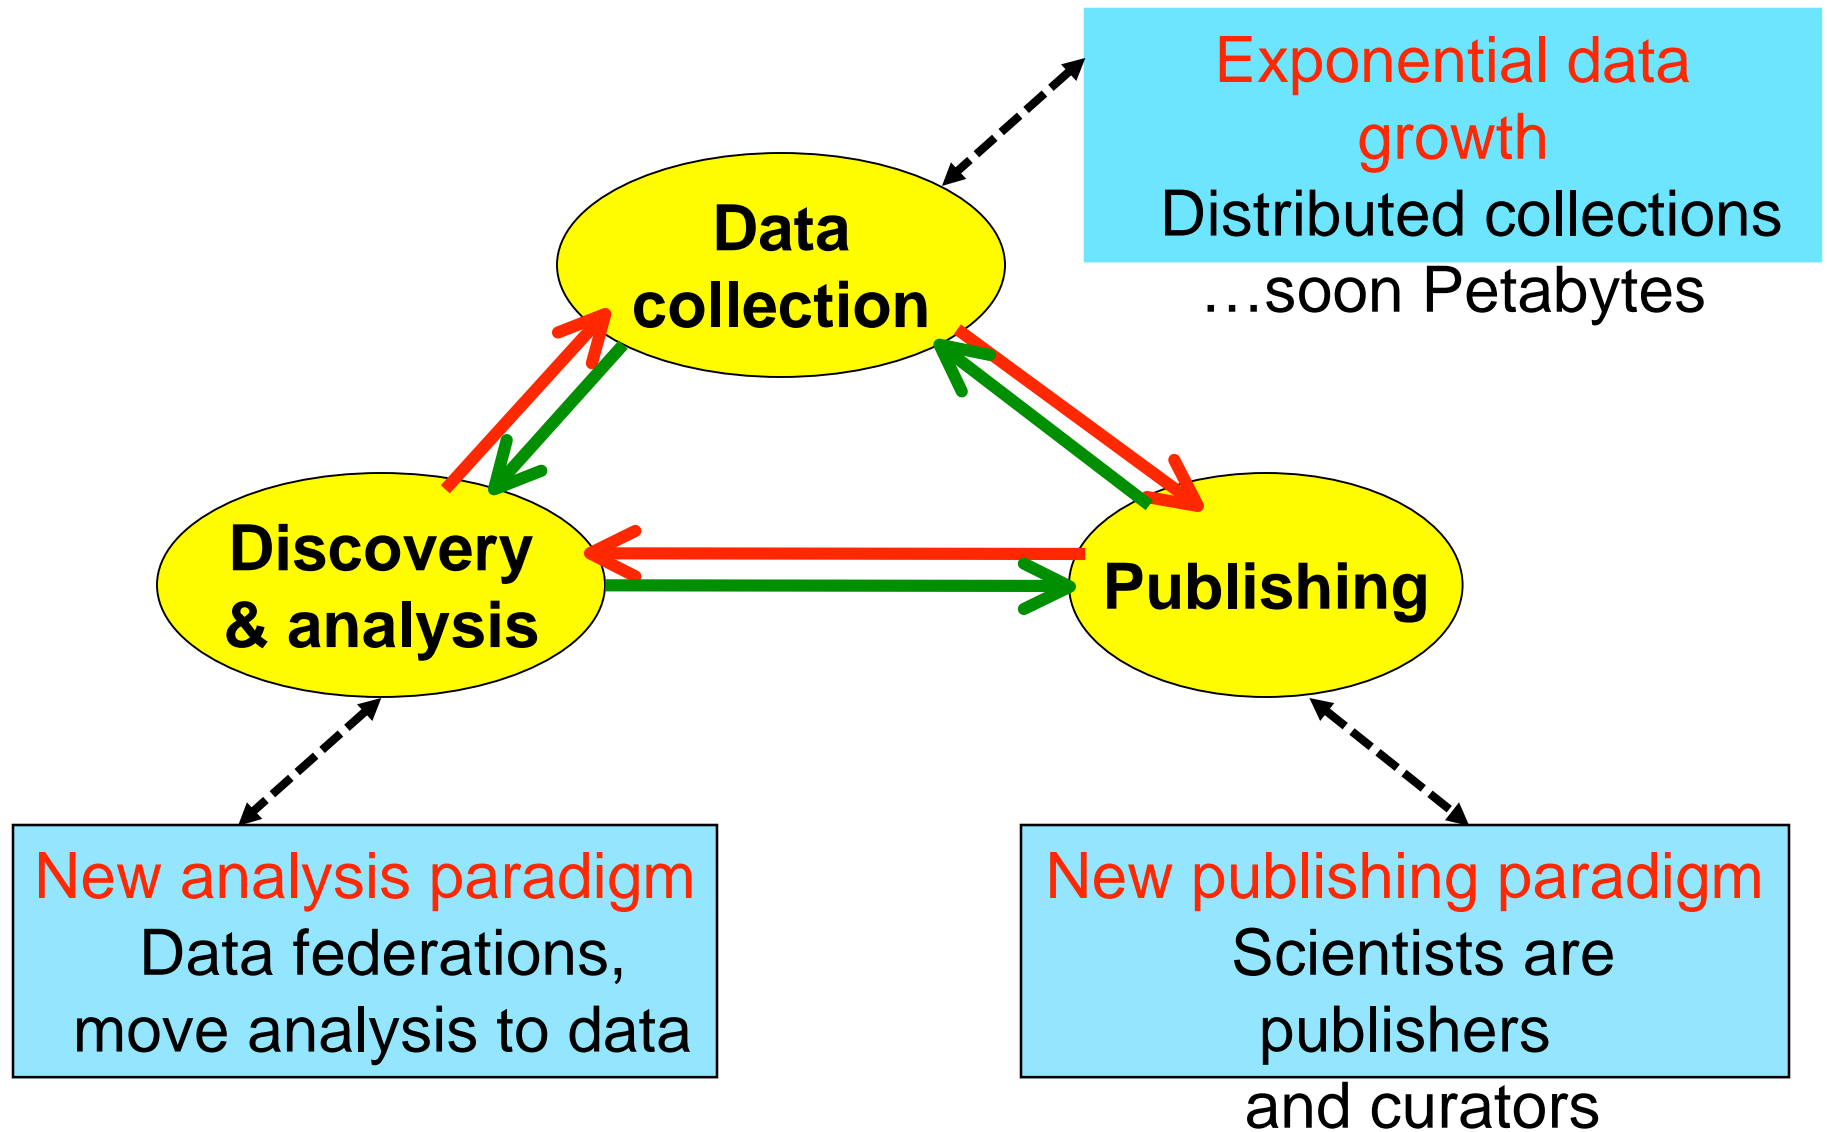 Exponential data
growth
Distributed collections
…soon Petabytes
Data
collection
Discovery
& analysis
Publishing
New analysis paradigm
Data federations,
move analysis to data
New publishing paradigm
Scientists are
publishers
and curators